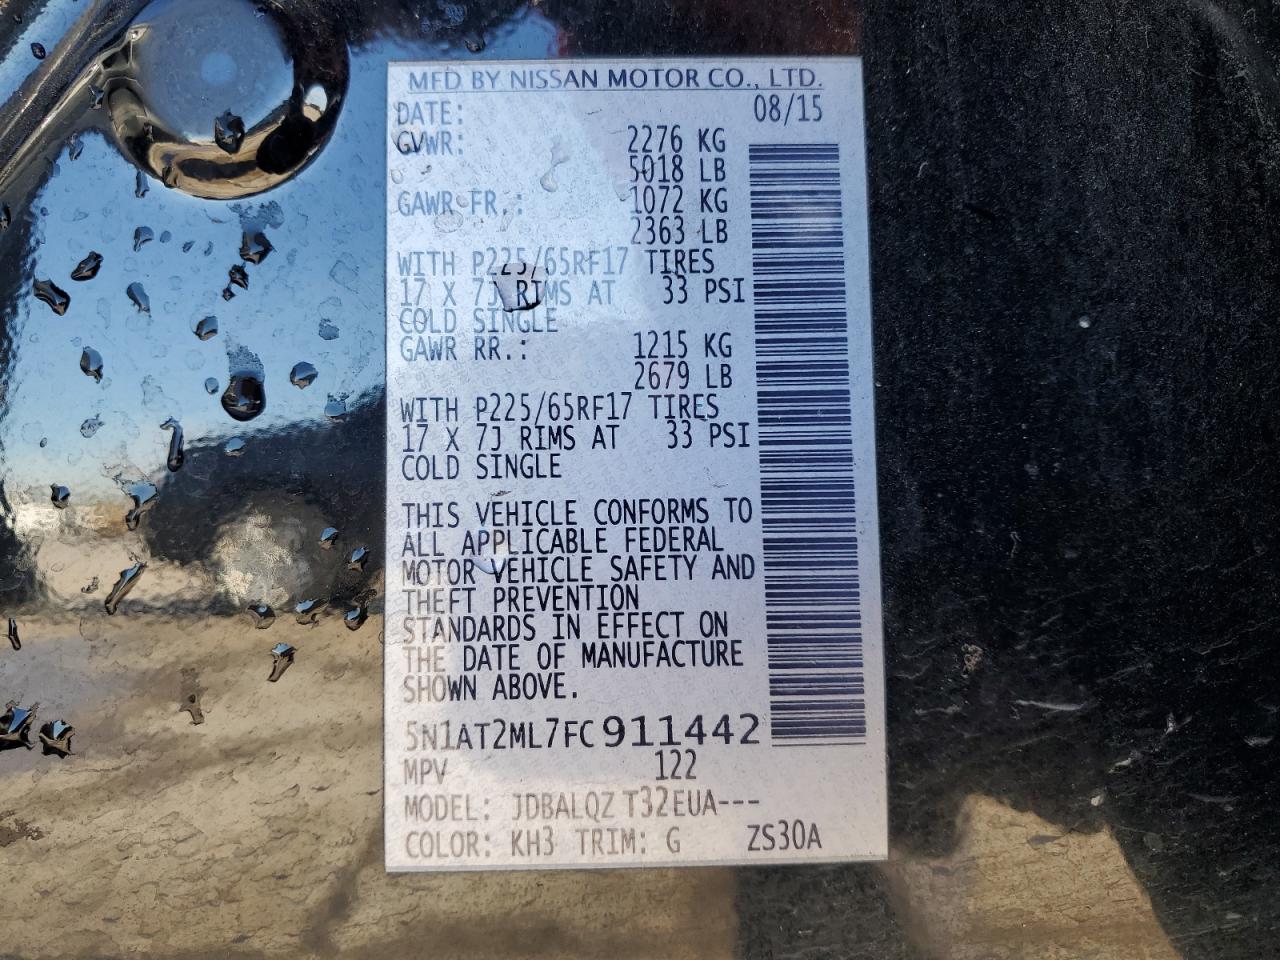 MFD BY NISSAN MOTOR CO., LTD.
DATE: 08/15
GVWR: 2276 KG
5018 LB
GAWR FR.: 1072 KG
2363 LB
WITH P225/65RF17 TIRES
17 X 7J RIMS AT 33 PSI
COLD SINGLE
GAWR RR.: 1215 KG
2679 LB
WITH P225/65RF17 TIRES
17 X 7J RIMS AT 33 PSI
COLD SINGLE
THIS VEHICLE CONFORMS TO
ALL APPLICABLE FEDERAL
MOTOR VEHICLE SAFETY AND
THEFT PREVENTION
STANDARDS IN EFFECT ON
THE DATE OF MANUFACTURE
SHOWN ABOVE.
5N1AT2ML7FC911442
MPV 122
MODEL: JDBALQZ T32EUA---
COLOR: KH3 TRIM: G ZS30A